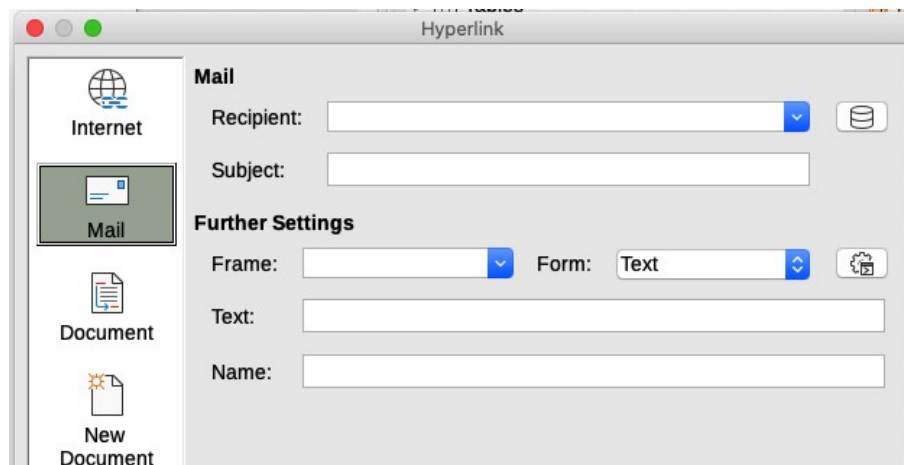 Hyperlink
Internet
Mail
Document
New
Document
Mail
Recipient:
Subject:
Further Settings
Frame:
Form: Text
Text:
Name: